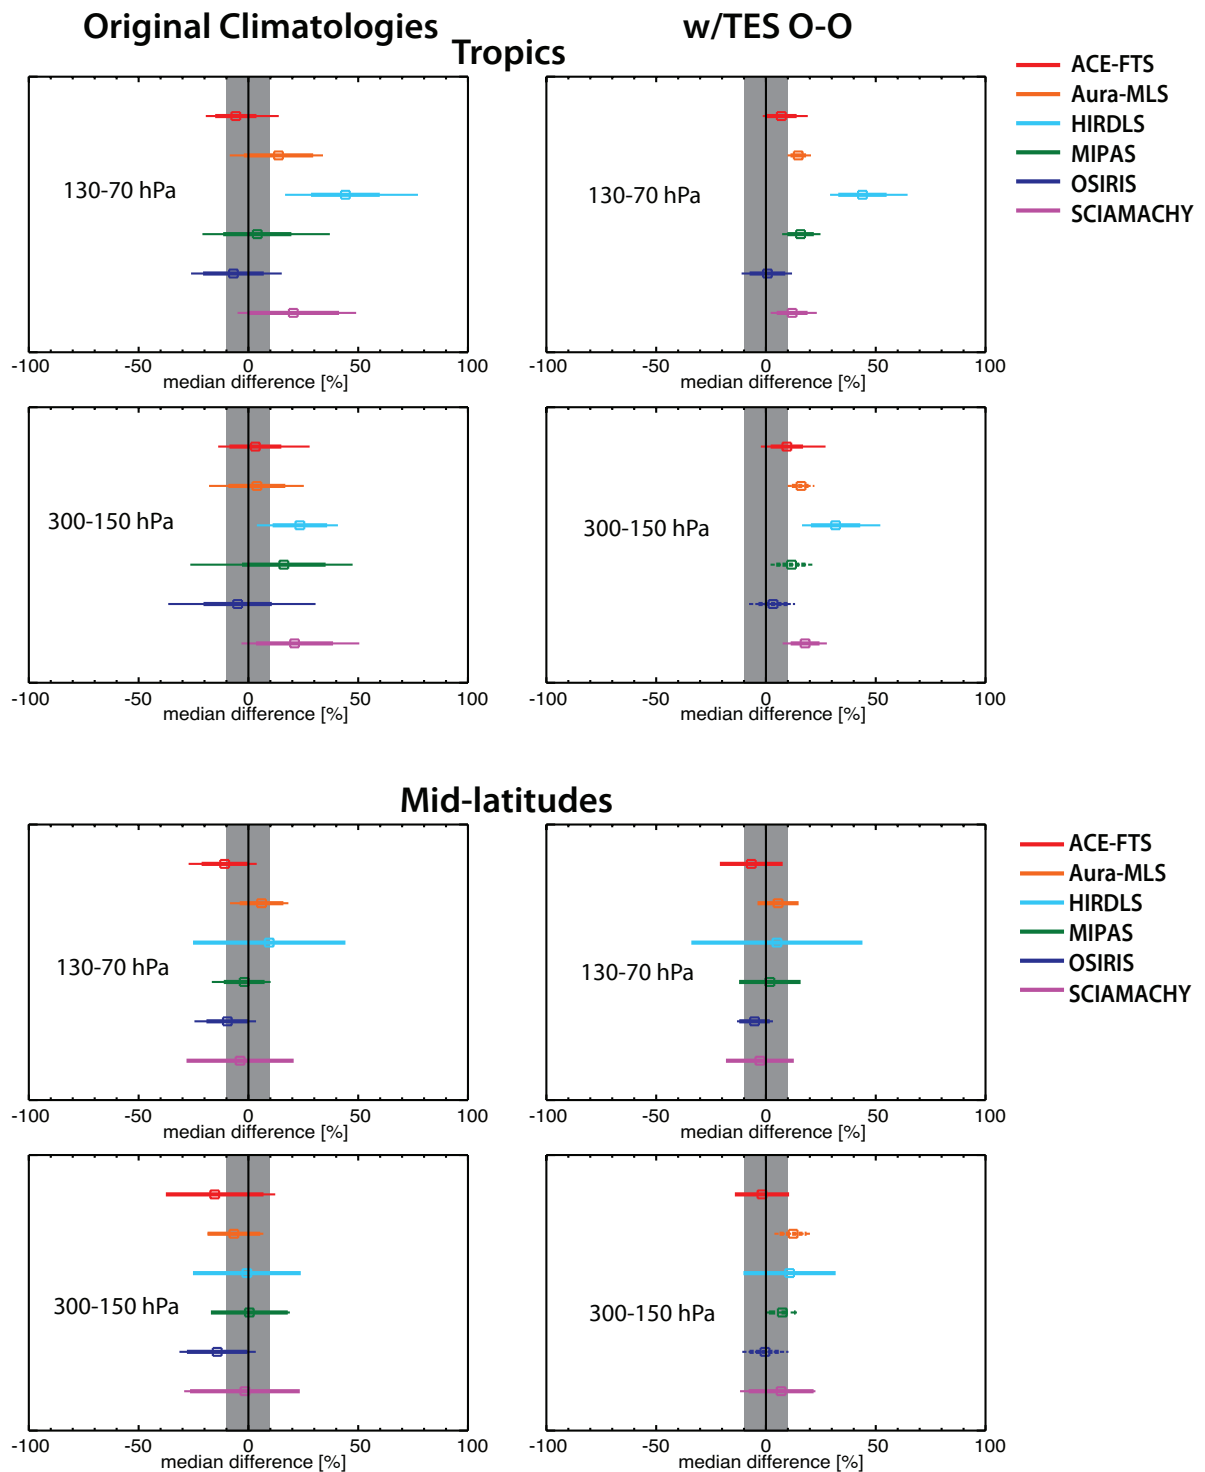 Original Climatologies w/TES O-O
Tropics
ACE-FTS
Aura-MLS
HIRDLS
MIPAS
OSIRIS
SCIAMACHY
130-70 hPa
-100 -50 0 50 100
median difference [%]
130-70 hPa
-100 -50 0 50 100
median difference [%]
300-150 hPa
-100 -50 0 50 100
median difference [%]
300-150 hPa
-100 -50 0 50 100
median difference [%]
Mid-latitudes
ACE-FTS
Aura-MLS
HIRDLS
MIPAS
OSIRIS
SCIAMACHY
130-70 hPa
-100 -50 0 50 100
median difference [%]
130-70 hPa
-100 -50 0 50 100
median difference [%]
300-150 hPa
-100 -50 0 50 100
median difference [%]
300-150 hPa
-100 -50 0 50 100
median difference [%]